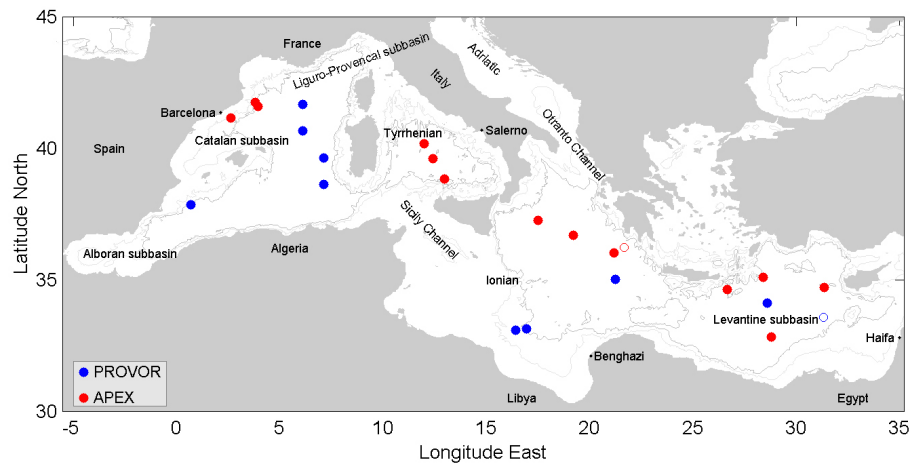 45
France
Liguro-Provencal subbasin
Adriatic
Italy
Barcelona
Otranto Channel
Catalan subbasin
Tyrrhenian
Salerno
40
Spain
Latitude North
Sicily Channel
Alboran subbasin
Algeria
35
Ionian
Levantine subbasin
Haifa
Benghazi
PROVOR
APEX
Libya
Egypt
30
-5 0 5 10 15 20 25 30 35
Longitude East